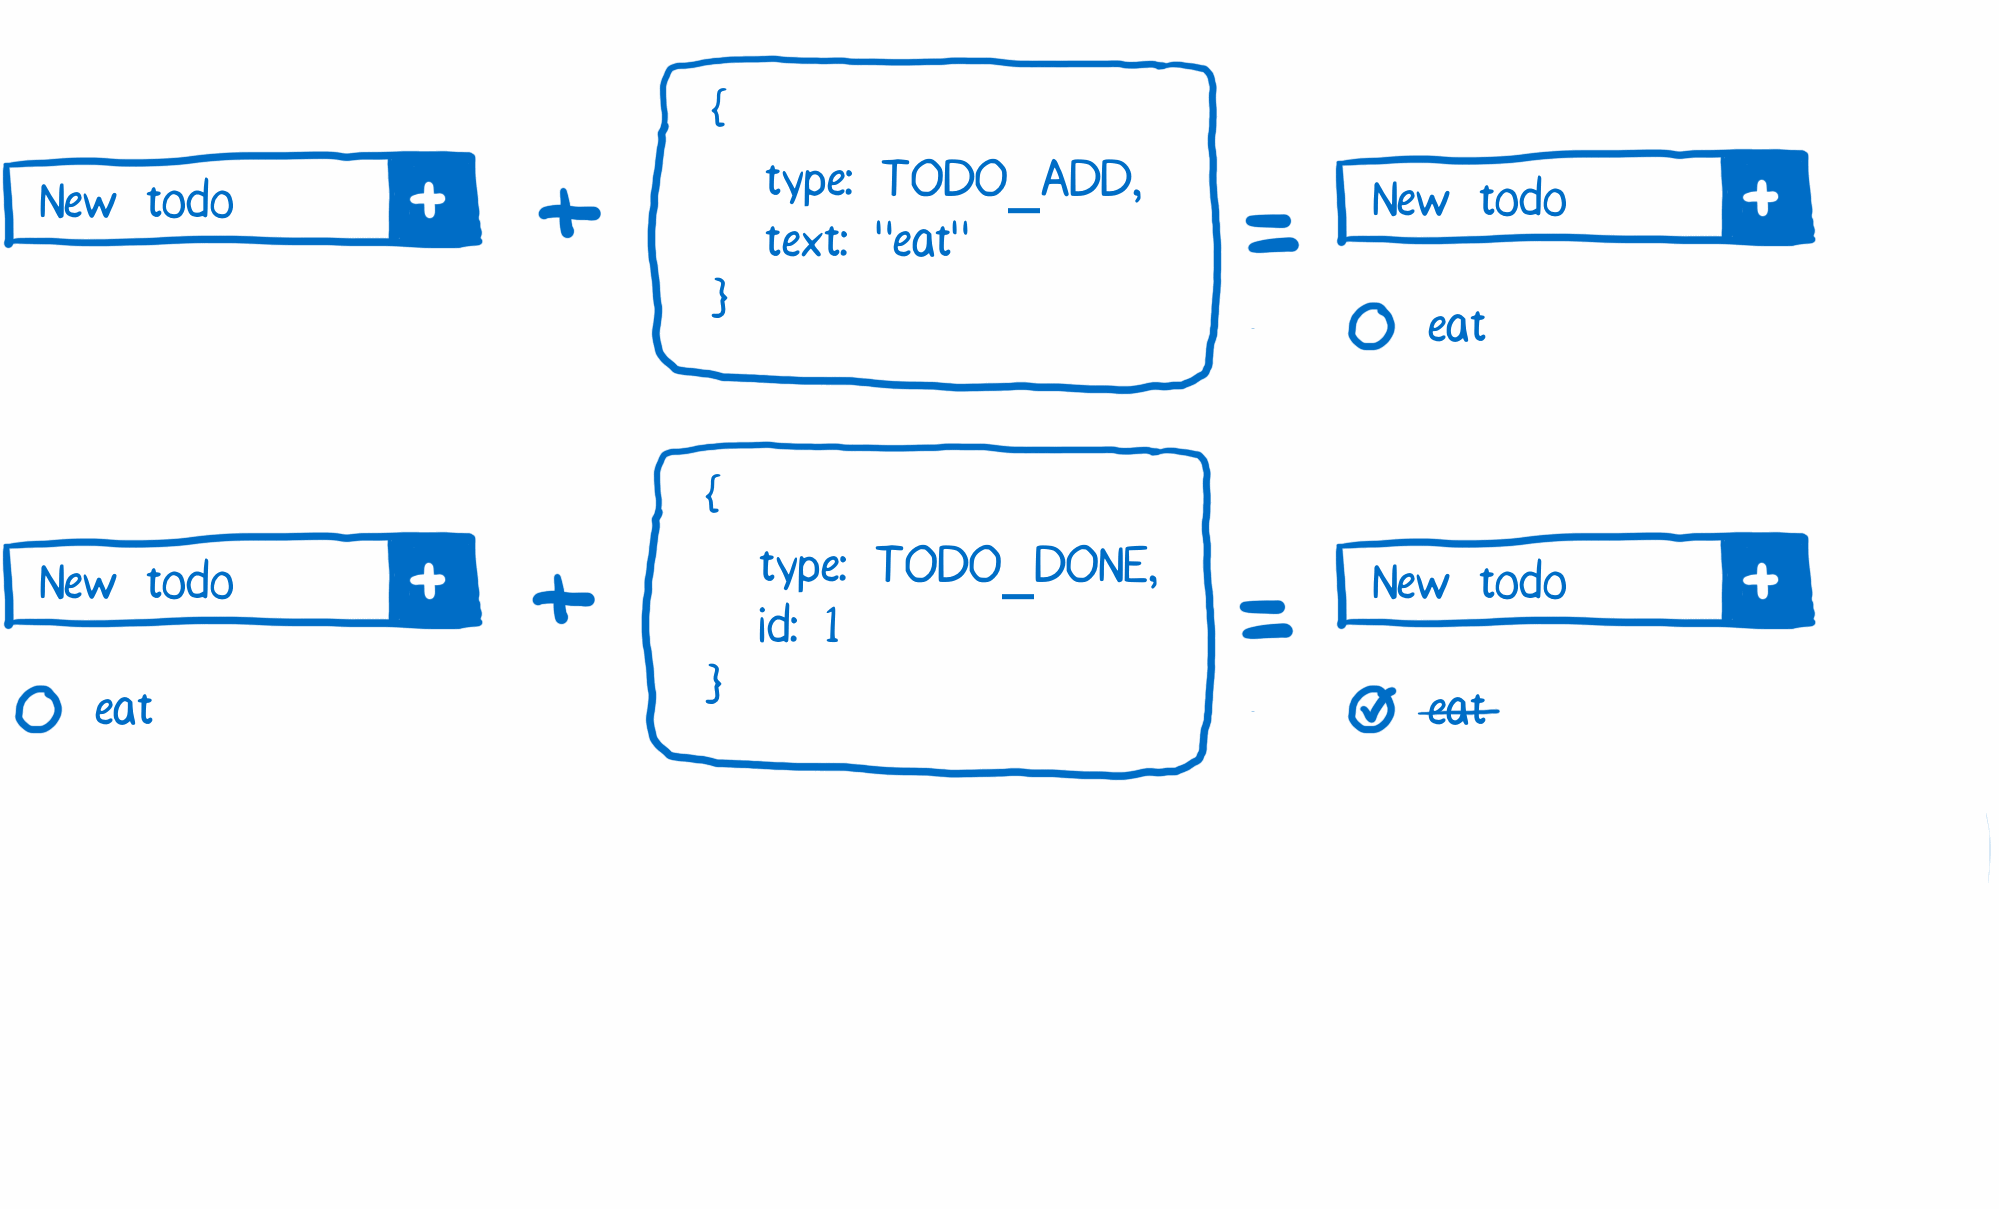 New todo +
+
{
type: TODO_ADD,
text: "eat"
}
=
New todo +
eat
New todo +
eat
+
{
type: TODO_DONE,
id: 1
}
=
New todo +
eat